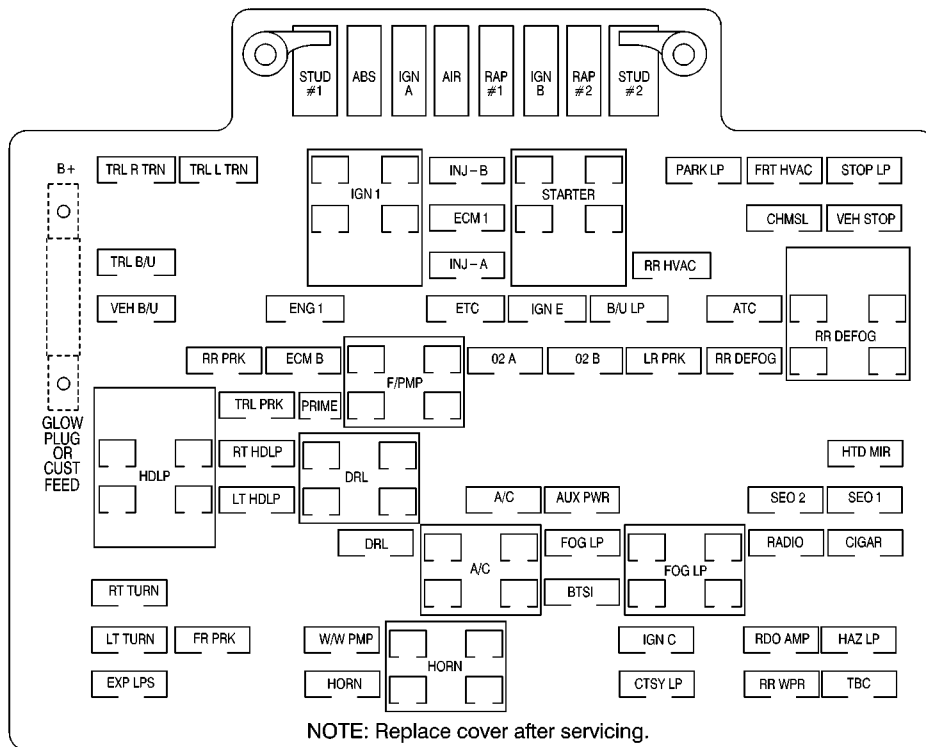 STUD #1
ABS
IGN A
AIR
RAP #1
IGN B
RAP #2
STUD #2
B+
TRL R TRN
TRL L TRN
IGN 1
INJ-B
STARTER
PARK LP
FRT HVAC
STOP LP
ECM 1
CHMSL
VEH STOP
TRL B/U
INJ-A
RR HVAC
VEH B/U
ENG 1
ETC
IGN E
B/U LP
ATC
RR DEFOG
RR PRK
ECM B
F/PMP
02 A
02 B
LR PRK
RR DEFOG
TRL PRK
PRIME
GLOW
PLUG
OR
CUST
FEED
HDLP
RT HDLP
DRL
HTD MIR
LT HDLP
A/C
AUX PWR
SEO 2
SEO 1
DRL
A/C
FOG LP
FOG LP
RADIO
CIGAR
RT TURN
BTSI
LT TURN
FR PRK
W/W PMP
HORN
IGN C
RDO AMP
HAZ LP
EXP LPS
HORN
CTSY LP
RR WPR
TBC
NOTE: Replace cover after servicing.